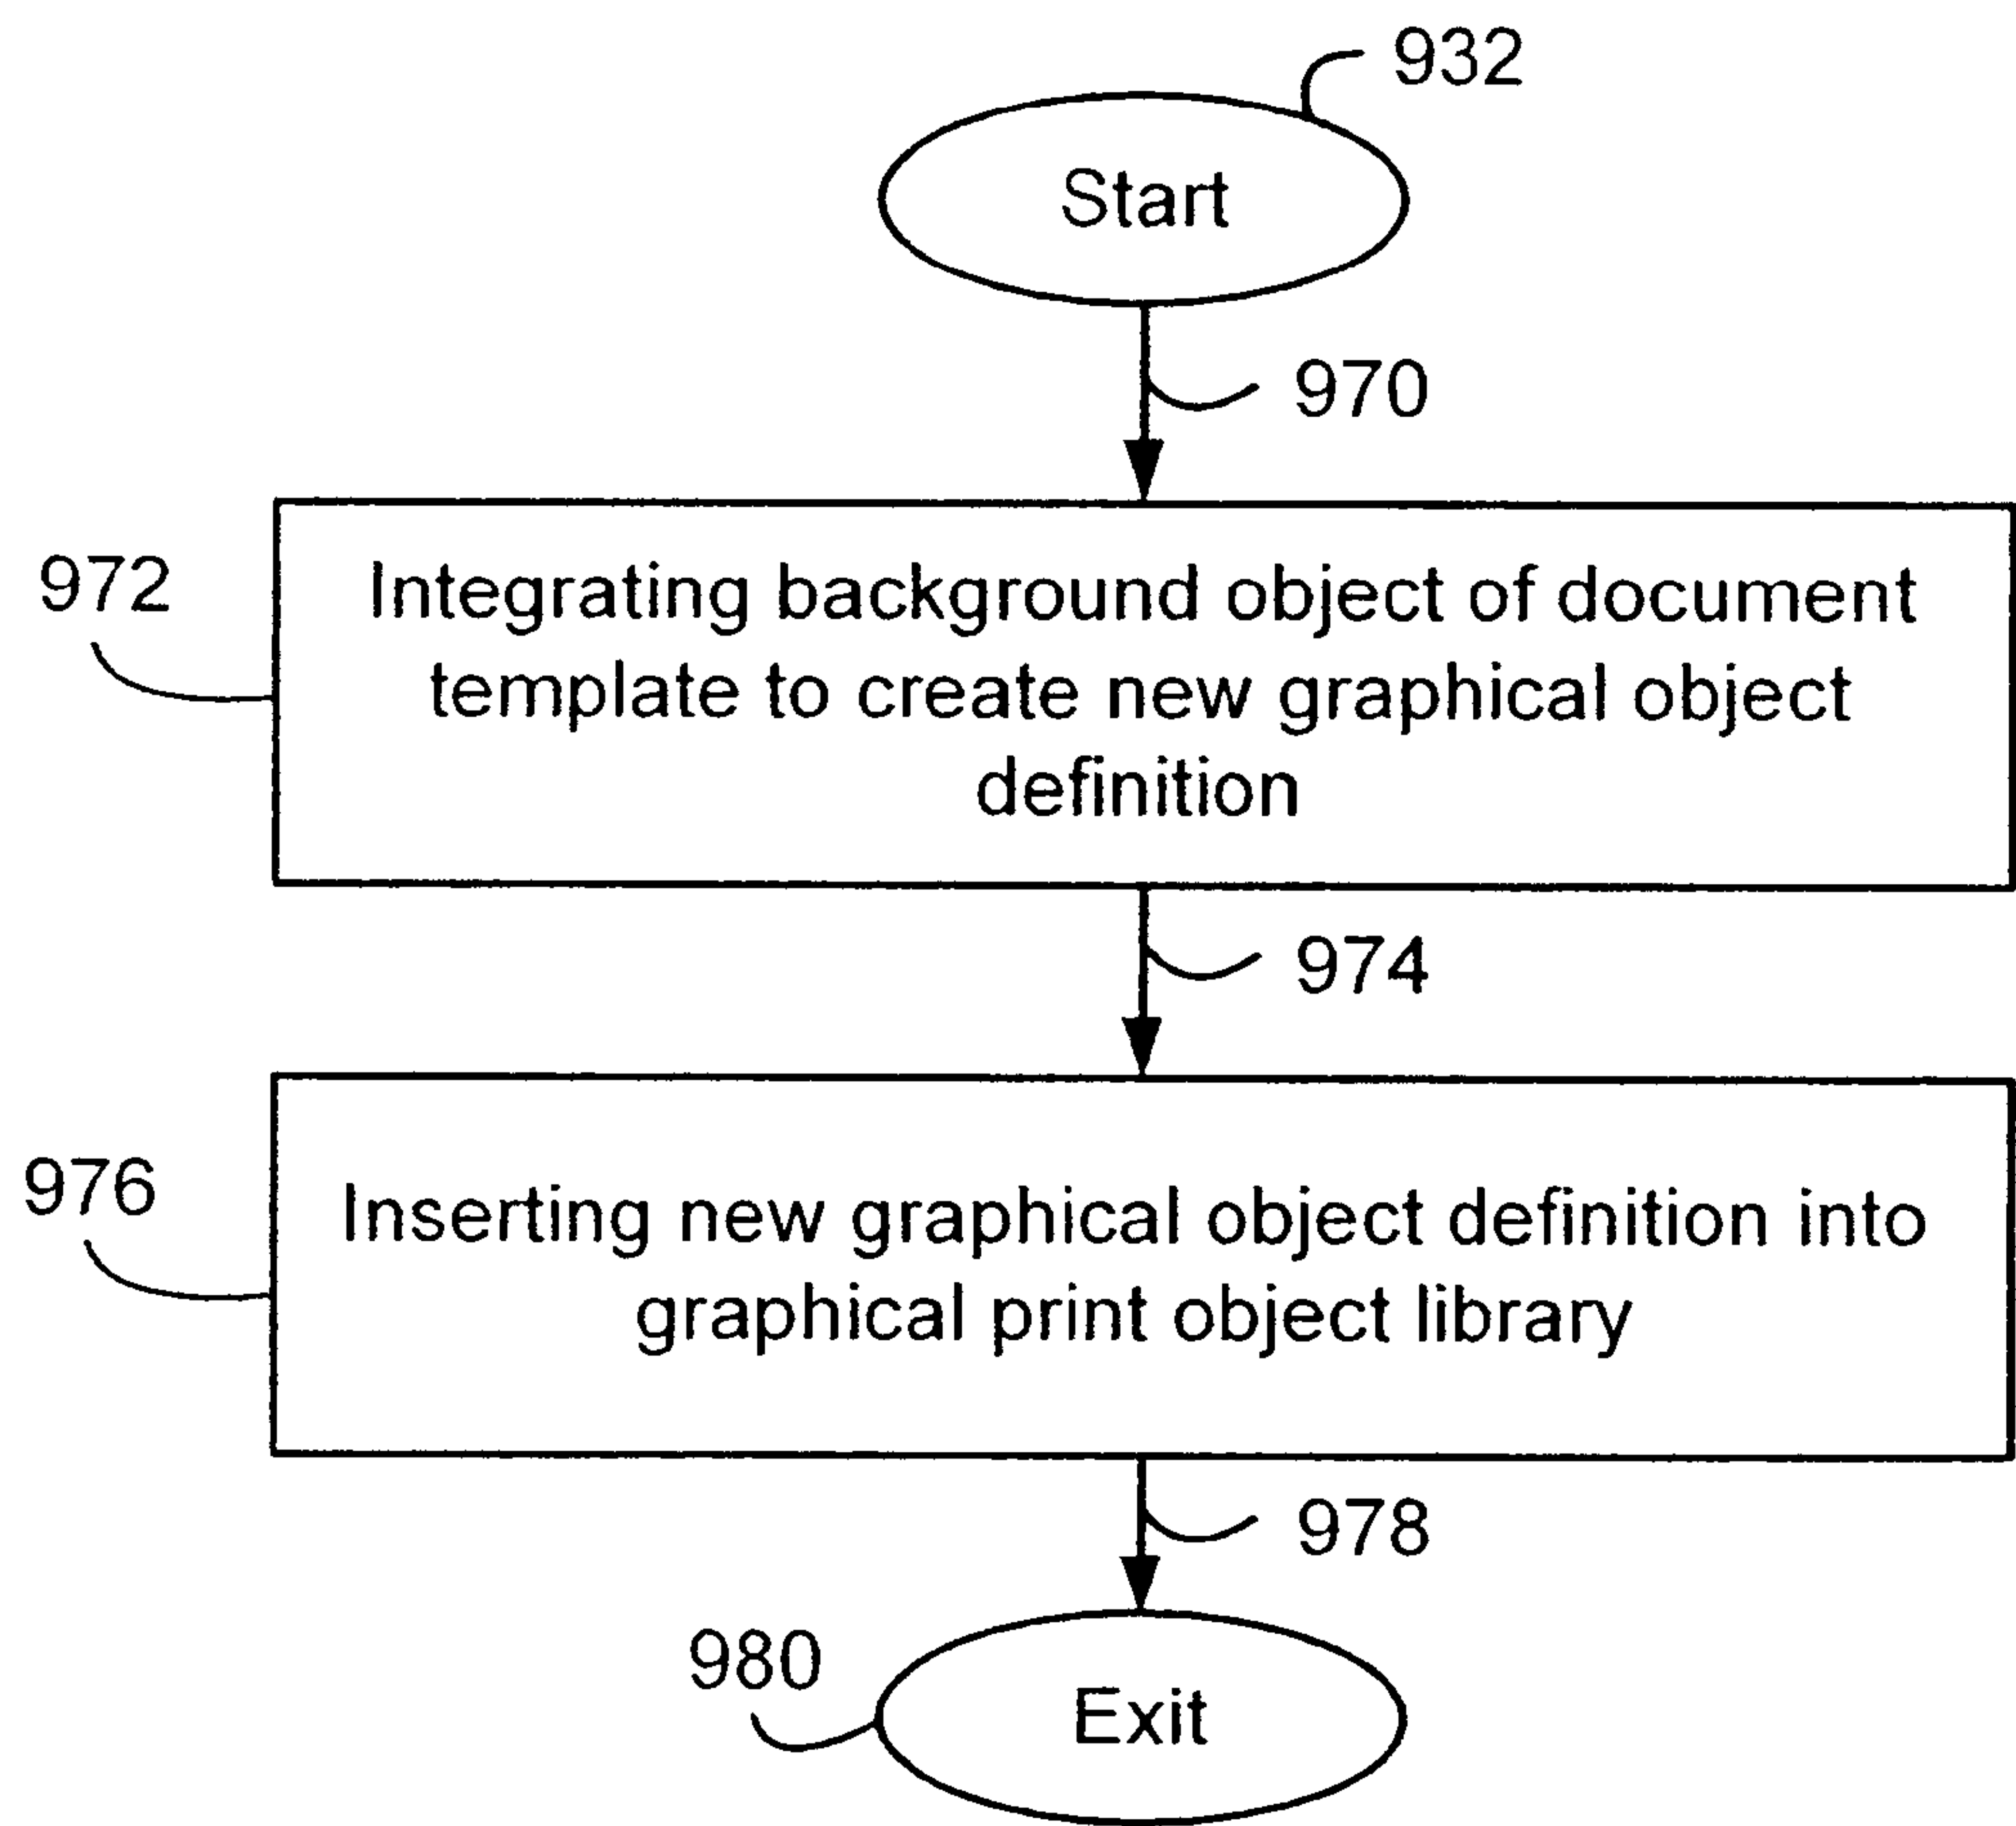 932
Start
970
972
Integrating background object of document
template to create new graphical object
definition
974
976
Inserting new graphical object definition into
graphical print object library
978
980
Exit